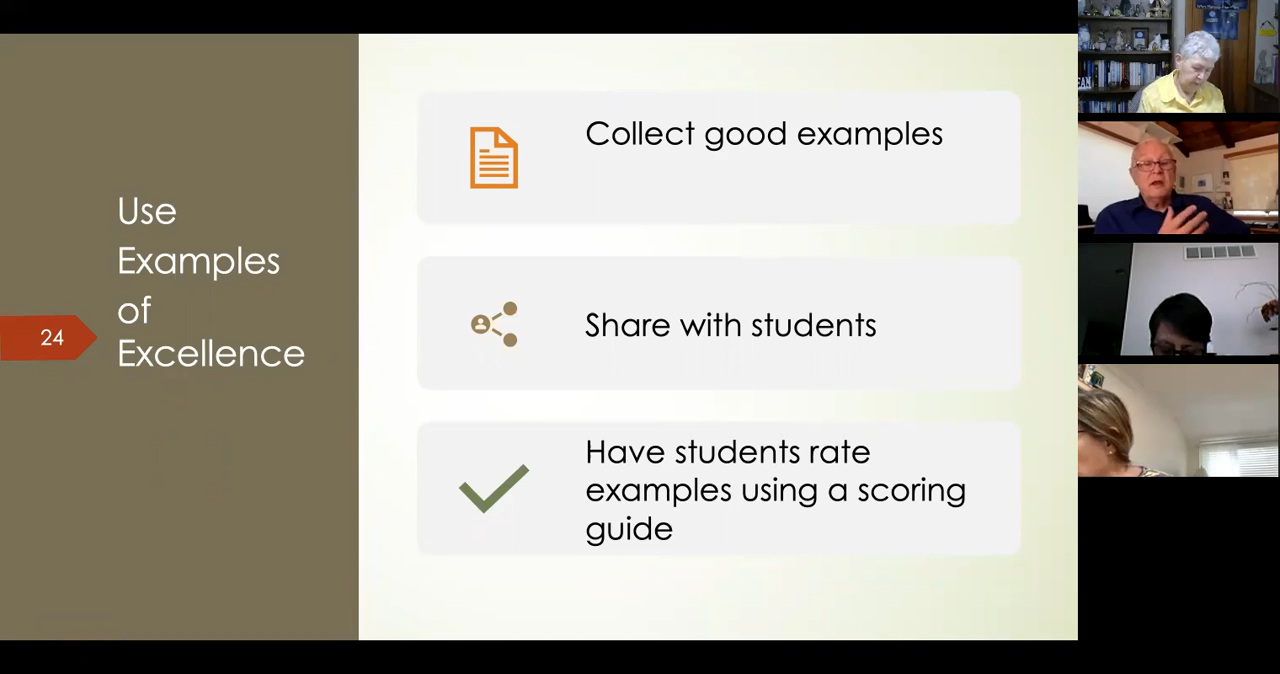 Use
Examples
of
Excellence
24
Collect good examples
Share with students
Have students rate
examples using a scoring
guide